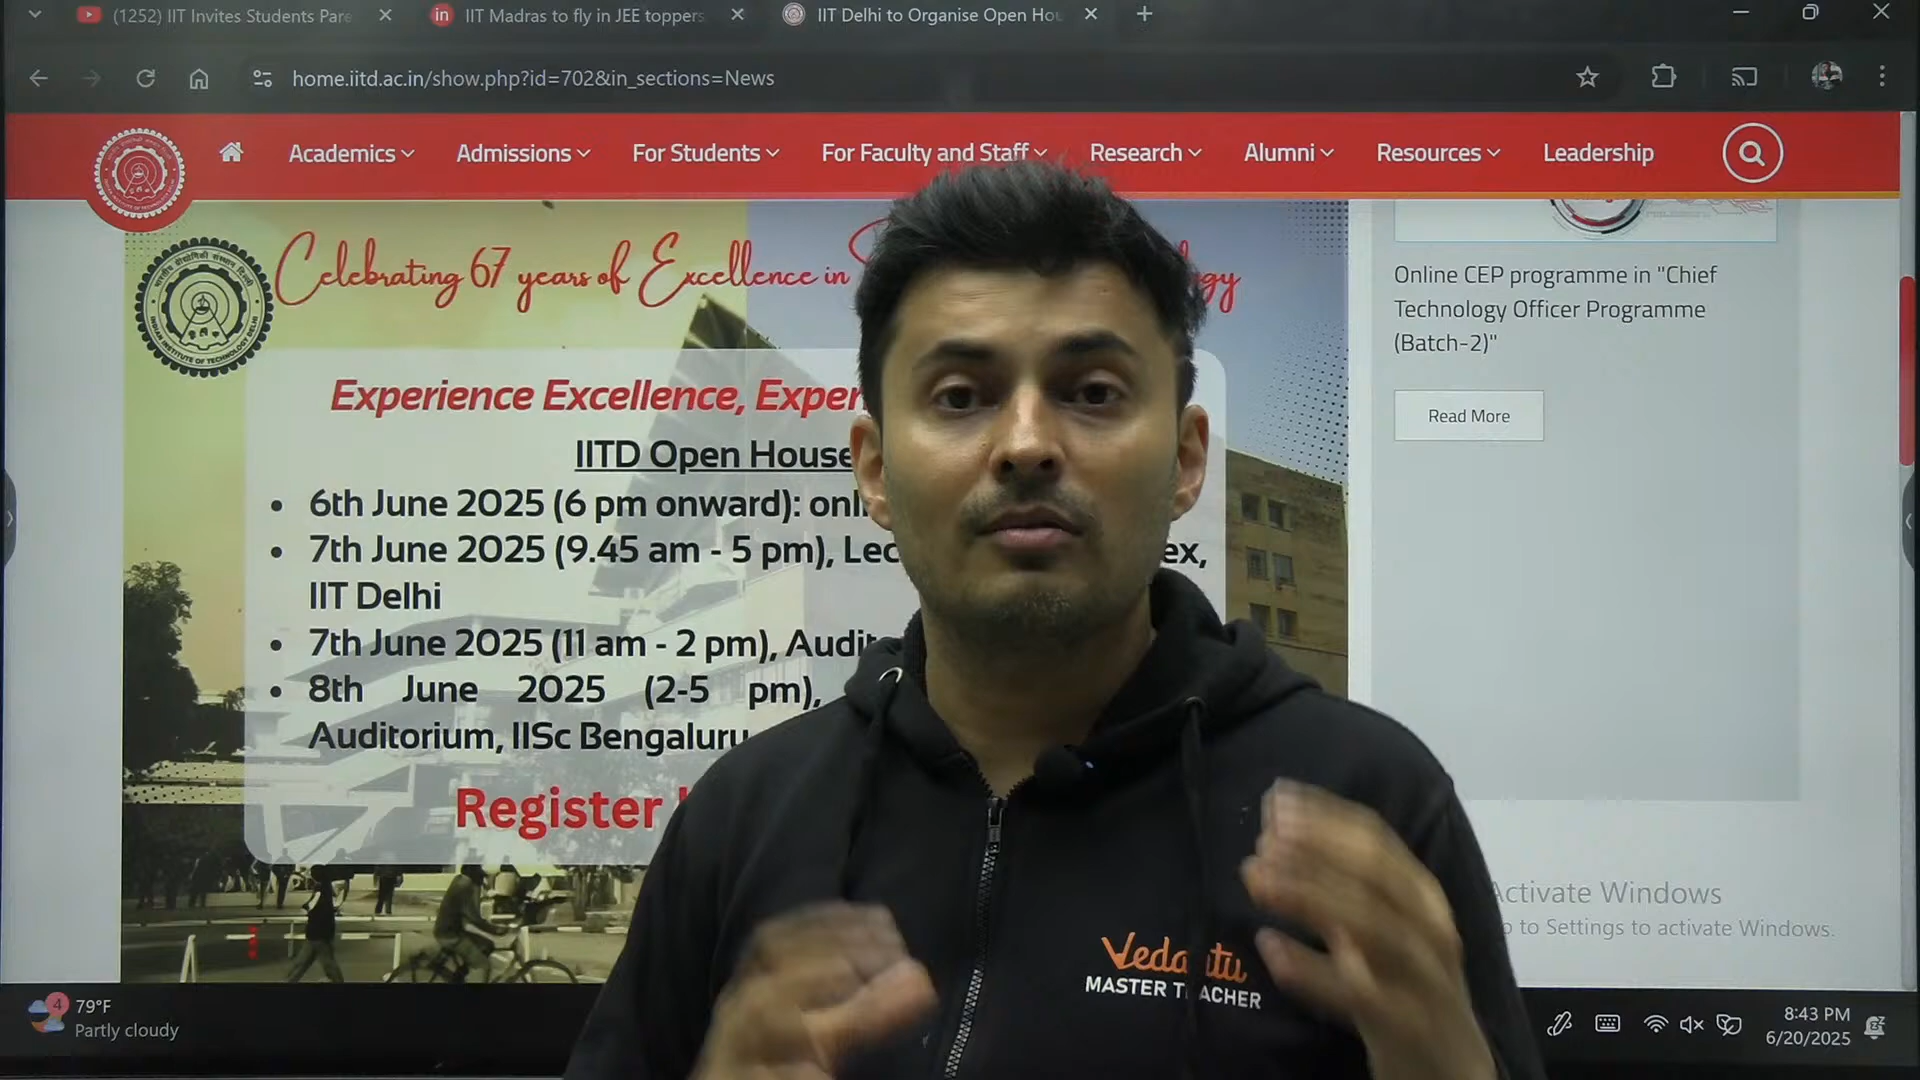 (1252) IIT Invites Students Pare
IIT Madras to fly in JEE toppers,
IIT Delhi to Organise Open Hou
home.iitd.ac.in/show.php?id=702&in_sections=News
Academics
Admissions
For Students
For Faculty and Staff
Research
Alumni
Resources
Leadership
Celebrating 67 years of Excellence in
Experience Excellence, Exper
IITD Open House
• 6th June 2025 (6 pm onward): onl
• 7th June 2025 (9.45 am - 5 pm), Lec ex,
IIT Delhi
• 7th June 2025 (11 am - 2 pm), Audit
• 8th June 2025 (2-5 pm),
Auditorium, IISc Bengaluru
Register
Online CEP programme in "Chief
Technology Officer Programme
(Batch-2)"
Read More
Activate Windows
to Settings to activate Windows.
Vedantu
MASTER TEACHER
4
79°F
Partly cloudy
8:43 PM
6/20/2025